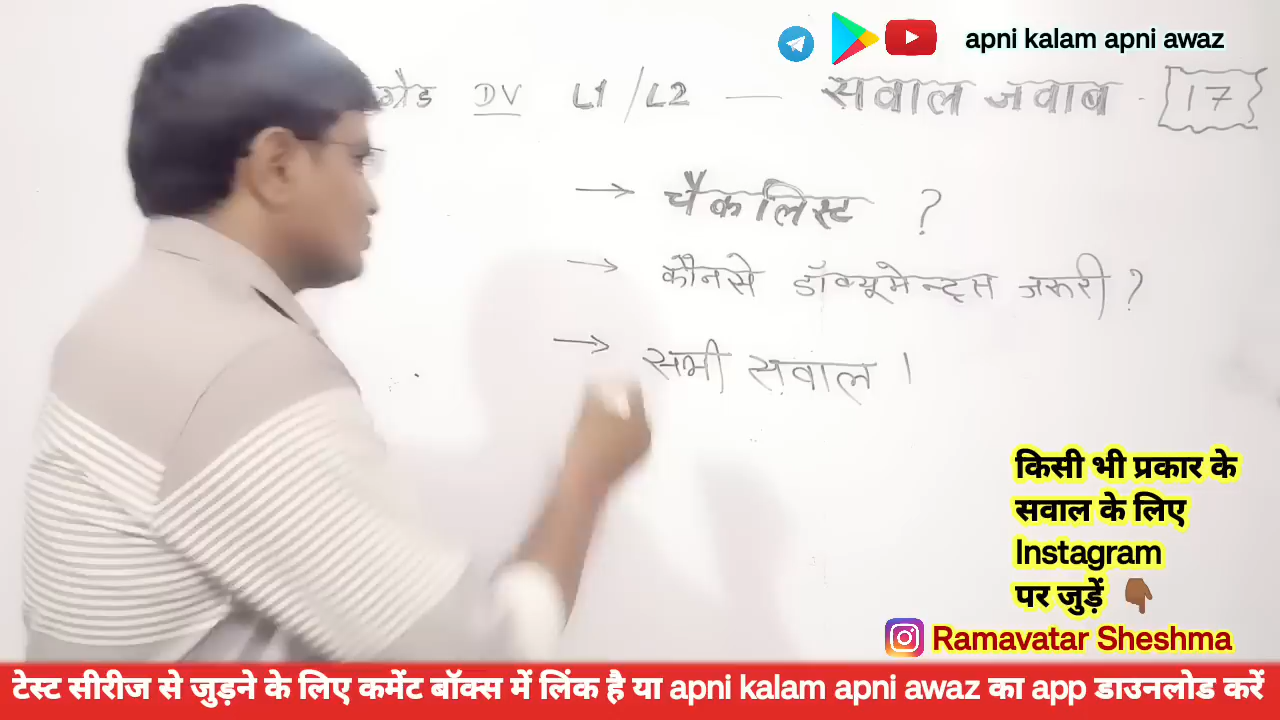 apni kalam apni awaz
ग्रेड DV L1 / L2 — सवाल जवाब 17
→ चैकलिस्ट ?
→ कौनसे डॉक्यूमेन्ट्स जरुरी ?
→ सभी सवाल ।
किसी भी प्रकार के
सवाल के लिए
Instagram
पर जुड़ें
Ramavatar Sheshma
टेस्ट सीरीज से जुड़ने के लिए कमेंट बॉक्स में लिंक है या apni kalam apni awaz का app डाउनलोड करें